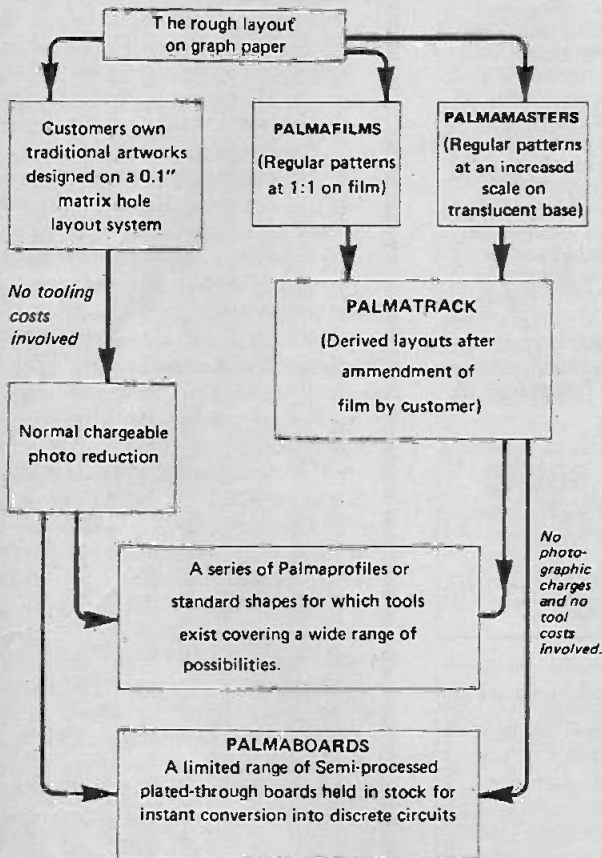 The rough layout
on graph paper
Customers own
traditional artworks
designed on a 0.1"
matrix hole
layout system
PALMAFILMS
(Regular patterns
at 1:1 on film)
PALMAMASTERS
(Regular patterns
at an increased
scale on
translucent base)
No tooling
costs
involved
PALMATRACK
(Derived layouts after
ammendment of
film by customer)
Normal chargeable
photo reduction
No
photo-
graphic
charges
and no
tool
costs
involved.
A series of Palmaprofiles or
standard shapes for which tools
exist covering a wide range of
possibilities.
PALMABOARDS
A limited range of Semi-processed
plated-through boards held in stock for
instant conversion into discrete circuits